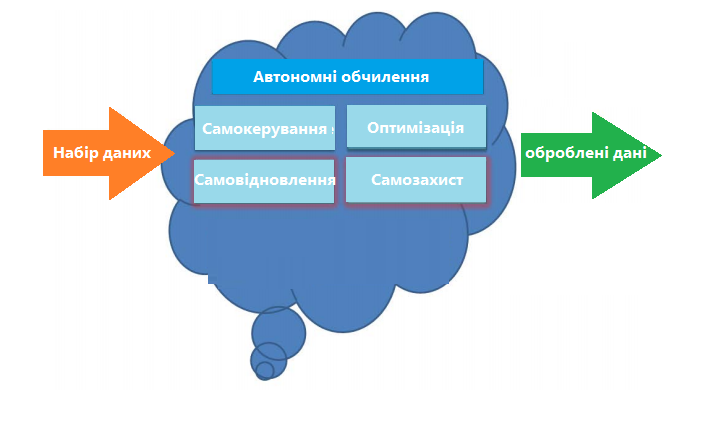 Автономні обчилення
Самокерування
Оптимізація
Набір даних
оброблені дані
Самовідновлення
Самозахист